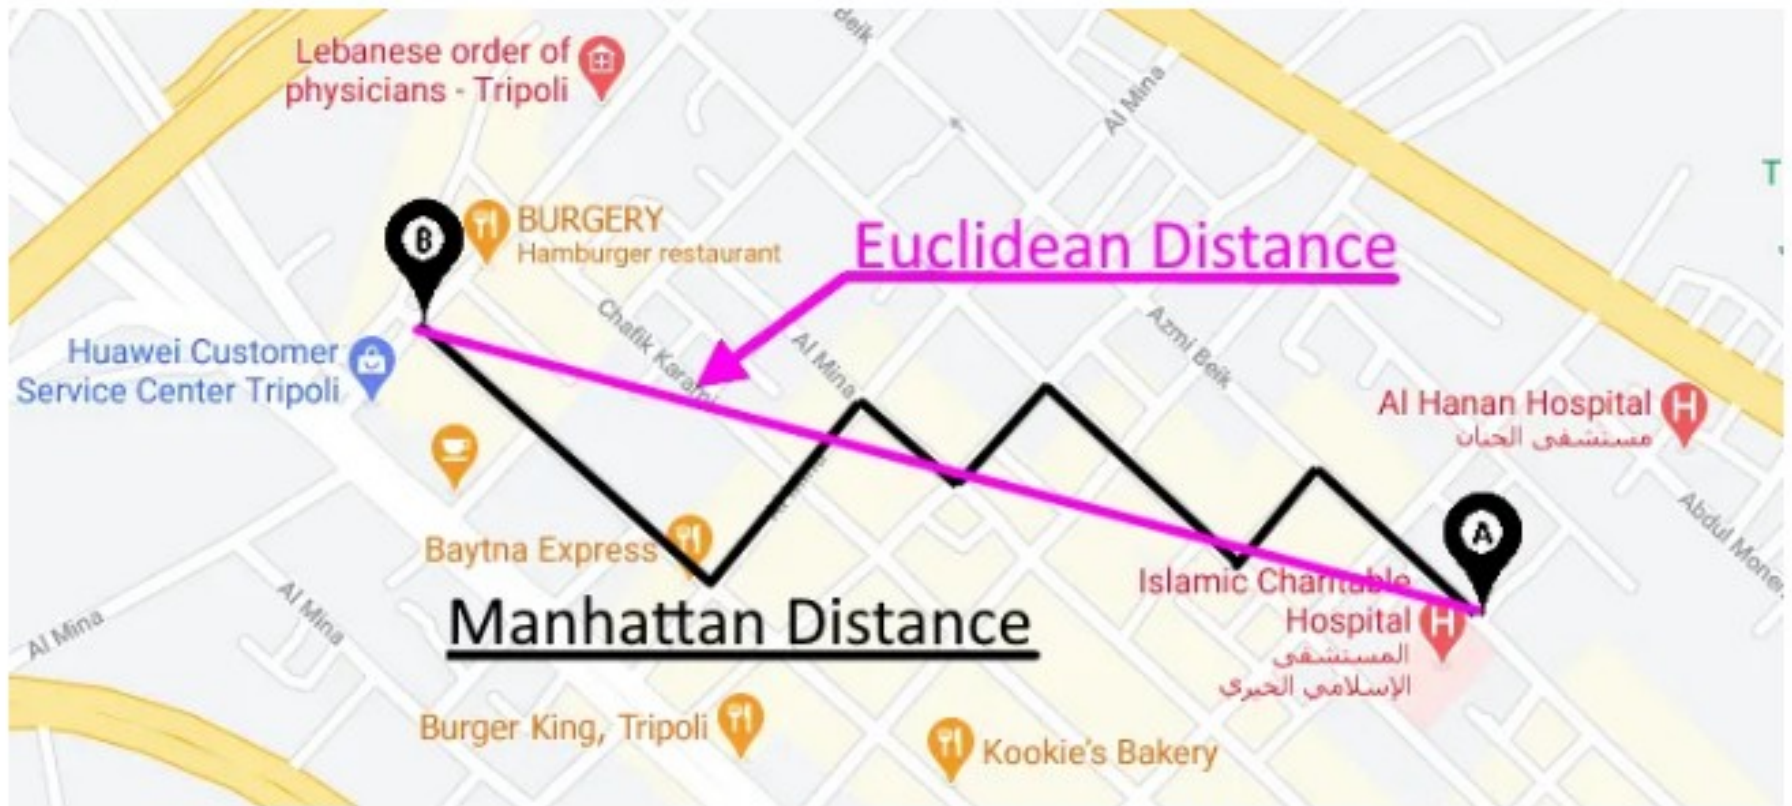 Beik
Lebanese order of
physicians - Tripoli
Al Mina
T
B
BURGERY
Hamburger restaurant
Euclidean Distance
Chafik Karami
Al Mina
Azmi Beik
Huawei Customer
Service Center Tripoli
Al Hanan Hospital
مستشفى الحنان
H
Abdul Mone
A
Baytna Express
Islamic Charitable
Hospital
المستشفى
الإسلامي الخيري
H
Manhattan Distance
Al Mina
Al Mina
Burger King, Tripoli
Kookie's Bakery